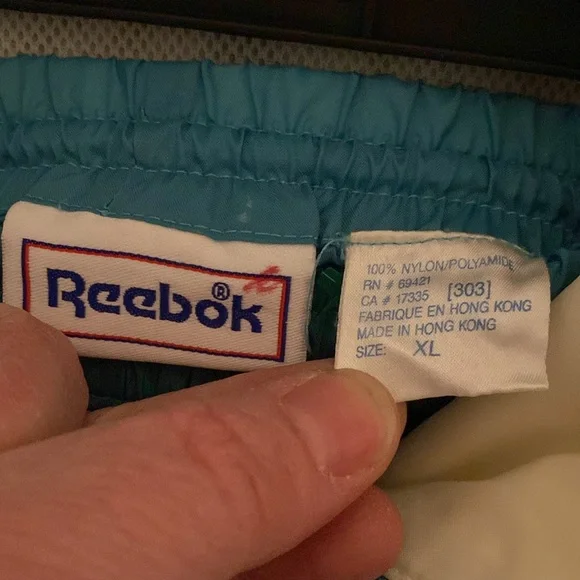 Reebok®
100% NYLON/POLYAMIDE
RN # 69421
CA # 17335 [303]
FABRIQUE EN HONG KONG
MADE IN HONG KONG
SIZE: XL